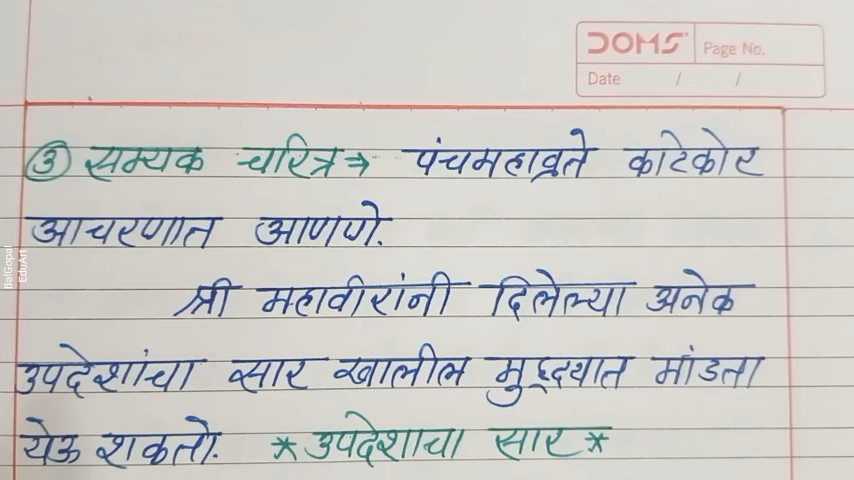 DOMS Page No.
Date / /
③ सम्यक चरित्र⇒ पंचमहाव्रते काटेकोर
आचरणात आणणे.
श्री महावीरांनी दिलेल्या अनेक
उपदेशांचा सार खालील मुद्द्यात मांडता
येऊ शकतो. * उपदेशाचा सार *
BalGopal
EduArt